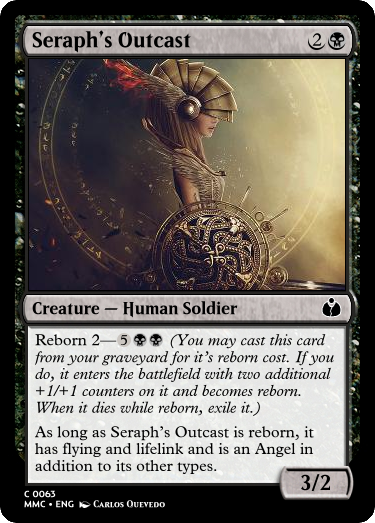 Seraph's Outcast 2
Creature — Human Soldier
Reborn 2—5 (You may cast this card
from your graveyard for it's reborn cost. If you
do, it enters the battlefield with two additional
+1/+1 counters on it and becomes reborn.
When it dies while reborn, exile it.)
As long as Seraph's Outcast is reborn, it
has flying and lifelink and is an Angel in
addition to its other types.
3/2
C 0063
MMC • ENG Carlos Quevedo